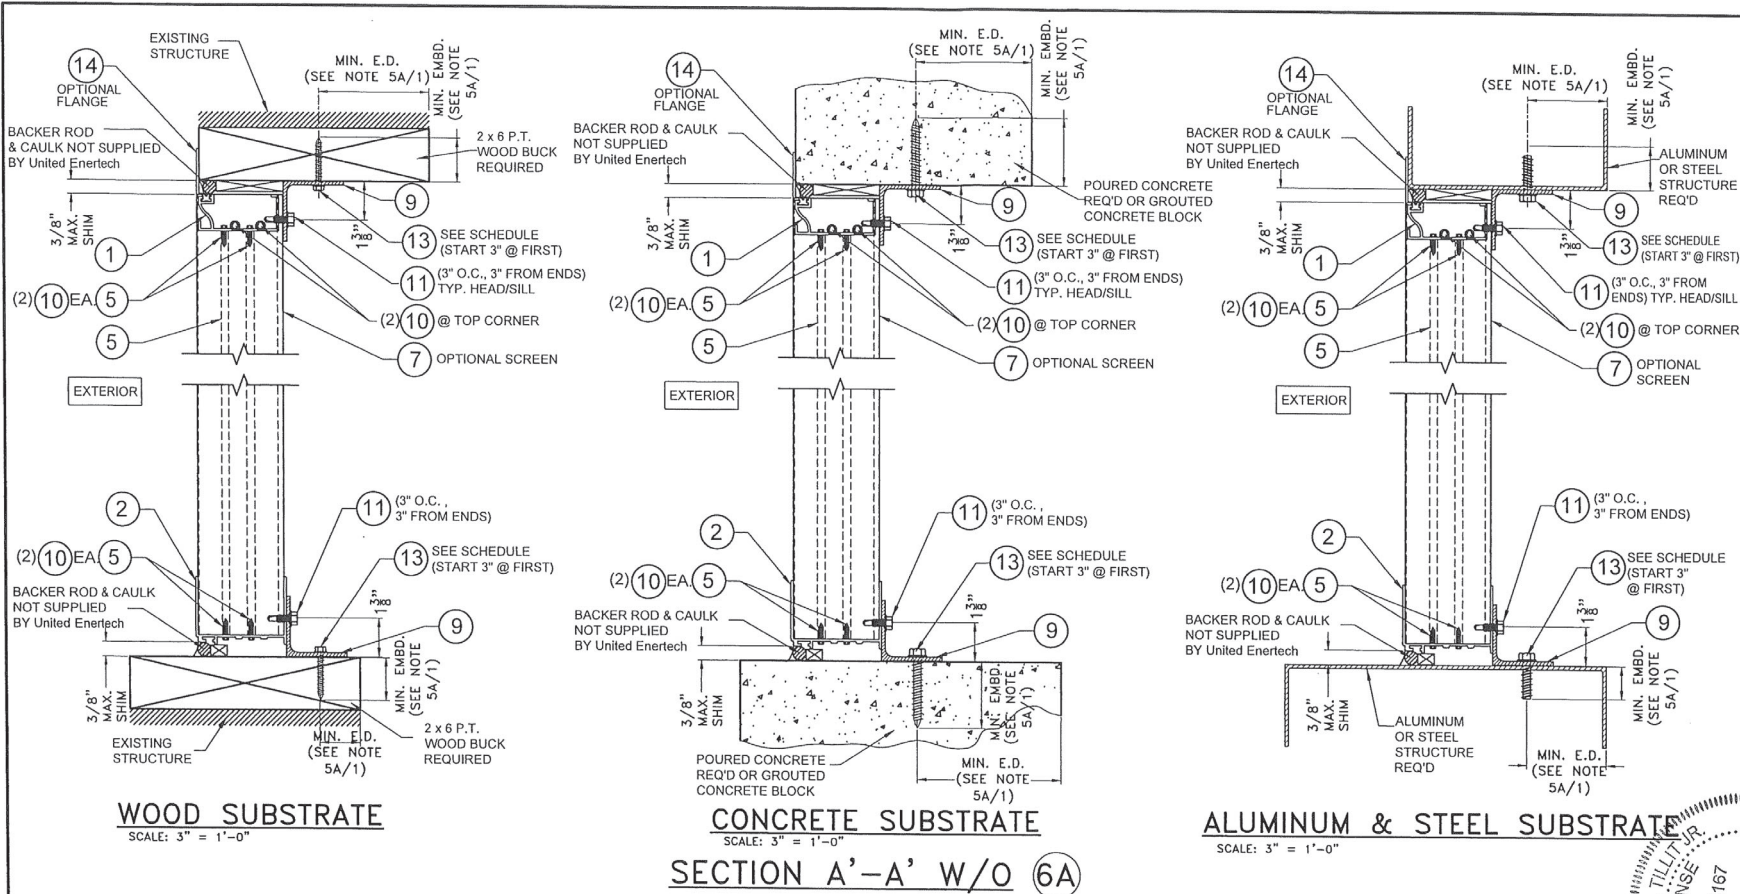 EXISTING
STRUCTURE
14
OPTIONAL
FLANGE
MIN. E.D.
(SEE NOTE 5A/1)
MIN. EMBD.
(SEE NOTE
5A/1)
BACKER ROD
& CAULK NOT SUPPLIED
BY United Enertech
2 x 6 P.T.
WOOD BUCK
REQUIRED
9
3/8"
MAX.
SHIM
1 3/8"
13
SEE SCHEDULE
(START 3" @ FIRST)
1
11
(3" O.C., 3" FROM ENDS)
TYP. HEAD/SILL
(2) 10 EA. 5
(2) 10 @ TOP CORNER
5
7 OPTIONAL SCREEN
EXTERIOR
2
11 (3" O.C.,
3" FROM ENDS)
(2) 10 EA. 5
13 SEE SCHEDULE
(START 3" @ FIRST)
BACKER ROD & CAULK
NOT SUPPLIED
BY United Enertech
1 3/8"
9
3/8"
MAX.
SHIM
MIN. EMBD.
(SEE NOTE
5A/1)
EXISTING
STRUCTURE
MIN. E.D.
(SEE NOTE
5A/1)
2 x 6 P.T.
WOOD BUCK
REQUIRED
WOOD SUBSTRATE
SCALE: 3" = 1'-0"
14
OPTIONAL
FLANGE
MIN. E.D.
(SEE NOTE 5A/1)
MIN. EMBD.
(SEE NOTE
5A/1)
BACKER ROD & CAULK
NOT SUPPLIED
BY United Enertech
POURED CONCRETE
REQ'D OR GROUTED
CONCRETE BLOCK
9
3/8"
MAX.
SHIM
1 3/8"
13 SEE SCHEDULE
(START 3" @ FIRST)
1
11 (3" O.C., 3" FROM ENDS)
TYP. HEAD/SILL
(2) 10 EA. 5
(2) 10 @ TOP CORNER
5
7 OPTIONAL SCREEN
EXTERIOR
2
11 (3" O.C.,
3" FROM ENDS)
(2) 10 EA. 5
13 SEE SCHEDULE
(START 3" @ FIRST)
BACKER ROD & CAULK
NOT SUPPLIED
BY United Enertech
1 3/8"
9
3/8"
MAX.
SHIM
MIN. EMBD.
(SEE NOTE
5A/1)
POURED CONCRETE
REQ'D OR GROUTED
CONCRETE BLOCK
MIN. E.D.
(SEE NOTE
5A/1)
CONCRETE SUBSTRATE
SCALE: 3" = 1'-0"
14
OPTIONAL
FLANGE
MIN. E.D.
(SEE NOTE 5A/1)
MIN. EMBD.
(SEE NOTE
5A/1)
BACKER ROD & CAULK
NOT SUPPLIED
BY United Enertech
ALUMINUM
OR STEEL
STRUCTURE
REQ'D
9
3/8"
MAX.
SHIM
1 3/8"
13 SEE SCHEDULE
(START 3" @ FIRST)
1
11 (3" O.C., 3" FROM
ENDS) TYP. HEAD/SILL
(2) 10 EA. 5
(2) 10 @ TOP CORNER
5
7 OPTIONAL
SCREEN
EXTERIOR
2
11 (3" O.C.,
3" FROM ENDS)
(2) 10 EA. 5
13 SEE SCHEDULE
(START 3"
@ FIRST)
BACKER ROD & CAULK
NOT SUPPLIED
BY United Enertech
1 3/8"
9
3/8"
MAX.
SHIM
MIN. EMBD.
(SEE NOTE
5A/1)
ALUMINUM
OR STEEL
STRUCTURE
REQ'D
MIN. E.D.
(SEE NOTE
5A/1)
ALUMINUM & STEEL SUBSTRATE
SCALE: 3" = 1'-0"
SECTION A'-A' W/O 6A
TILLIT JR.
NSE
167